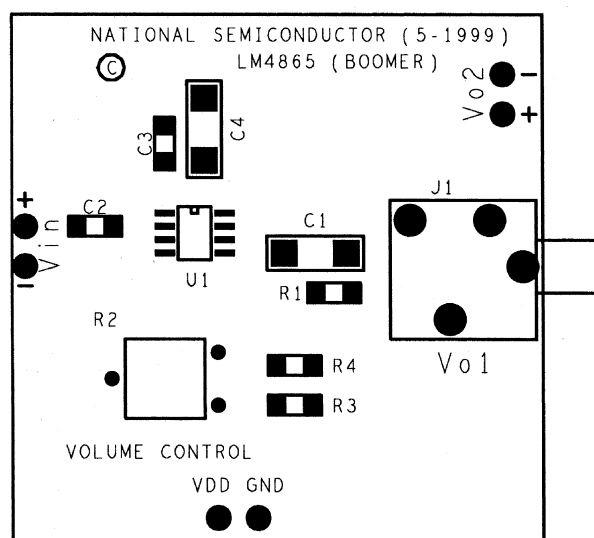 NATIONAL SEMICONDUCTOR (5-1999)
© LM4865 (BOOMER)
Vo2 - +
C3 C4
+ Vin -
C2
U1
C1
R1
J1
Vo1
R2
R4
R3
VOLUME CONTROL
VDD GND